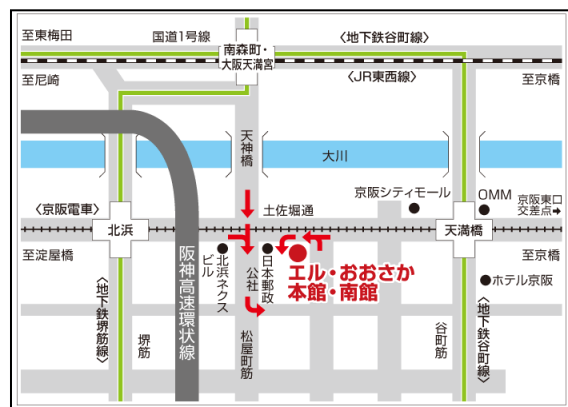 至東梅田
国道1号線
南森町・
大阪天満宮
〈地下鉄谷町線〉
至尼崎
〈JR東西線〉
至京橋
天神橋
大川
京阪シティモール
OMM
京阪東口
交差点➡
〈京阪電車〉
北浜
土佐堀通
天満橋
至淀屋橋
至京橋
阪神高速環状線
北浜ネクス
ビル
公社
日本郵政
エル・おおさか
本館・南館
ホテル京阪
〈地下鉄堺筋線〉
堺筋
松屋町筋
谷町筋
〈地下鉄谷町線〉